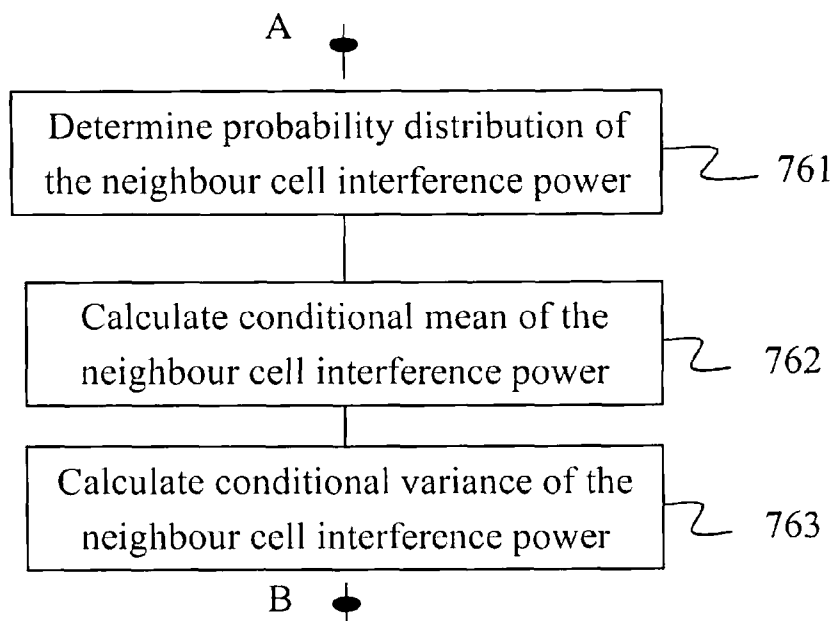 A
Determine probability distribution of
the neighbour cell interference power
761
Calculate conditional mean of the
neighbour cell interference power
762
Calculate conditional variance of the
neighbour cell interference power
763
B